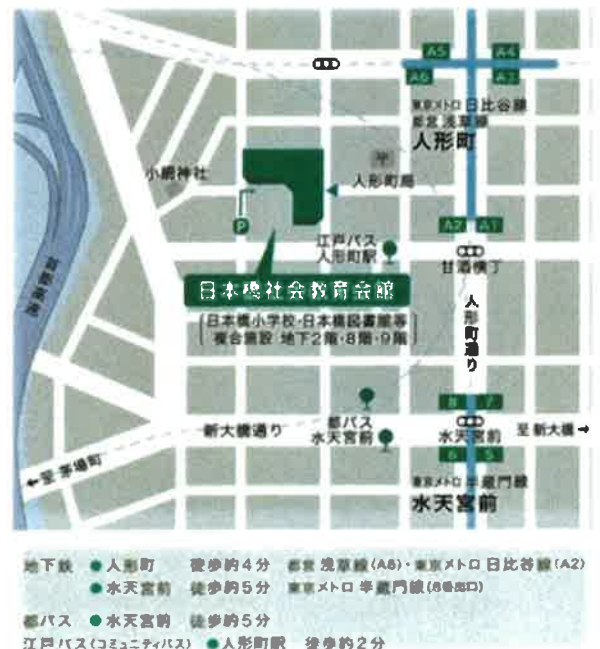 A5
A4
A6
A3
東京メトロ 日比谷線
都営 浅草線
人形町
小網神社
〒
人形町局
P
A2
A1
江戸バス
人形町駅
甘酒横丁
日本橋社会教育会館
日本橋小学校・日本橋図書館等
複合施設 地下2階・8階・9階
人形町通り
首都高速
8
7
都バス
水天宮前
新大橋通り
水天宮前
至 新大橋→
6
5
←至 茅場町
東京メトロ 半蔵門線
水天宮前
地下鉄 ●人形町 徒歩約4分 都営 浅草線(A6)・東京メトロ 日比谷線(A2)
●水天宮前 徒歩約5分 東京メトロ 半蔵門線(8番出口)
都バス ●水天宮前 徒歩約5分
江戸バス(コミュニティバス) ●人形町駅 徒歩約2分